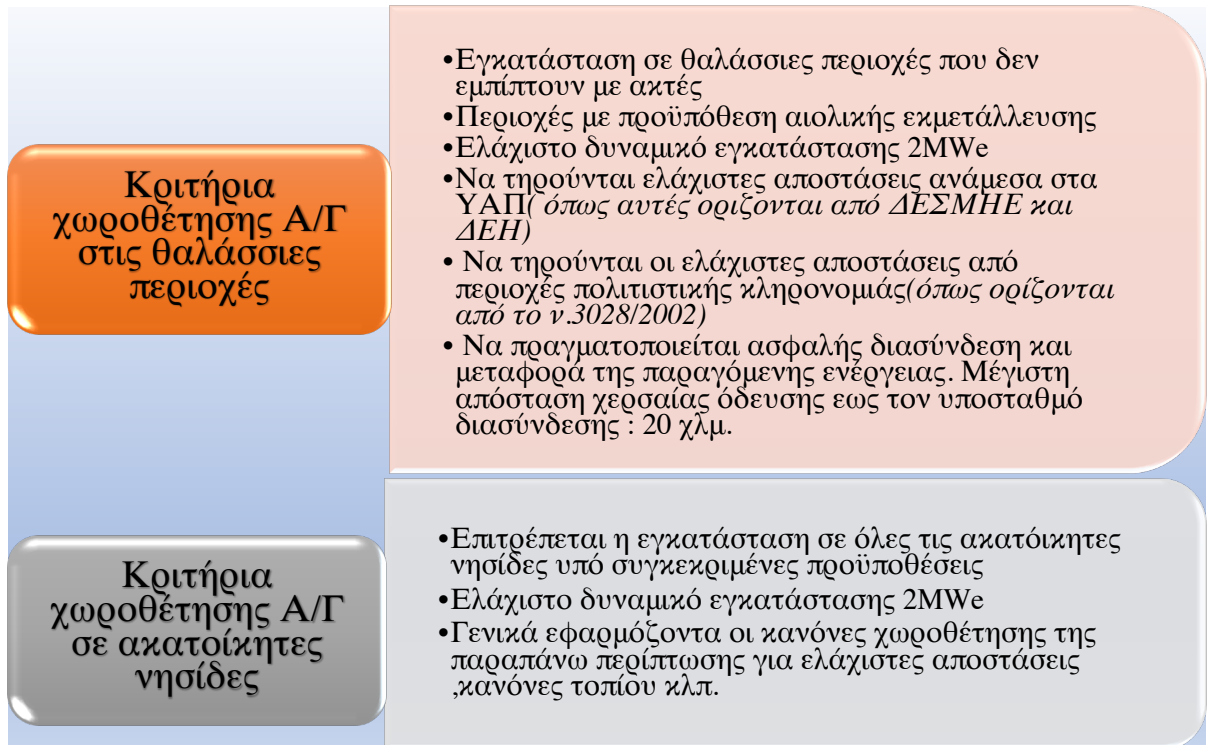 Κριτήρια
χωροθέτησης Α/Γ
στις θαλάσσιες
περιοχές
•Εγκατάσταση σε θαλάσσιες περιοχές που δεν
εμπίπτουν με ακτές
•Περιοχές με προϋπόθεση αιολικής εκμετάλλευσης
•Ελάχιστο δυναμικό εγκατάστασης 2MWe
•Να τηρούνται ελάχιστες αποστάσεις ανάμεσα στα
ΥΑΠ( όπως αυτές οριζονται από ΔΕΣΜΗΕ και
ΔΕΗ)
• Να τηρούνται οι ελάχιστες αποστάσεις από
περιοχές πολιτιστικής κληρονομιάς(όπως ορίζονται
από το ν.3028/2002)
• Να πραγματοποιείται ασφαλής διασύνδεση και
μεταφορά της παραγόμενης ενέργειας. Μέγιστη
απόσταση χερσαίας όδευσης εως τον υποσταθμό
διασύνδεσης : 20 χλμ.
Κριτήρια
χωροθέτησης Α/Γ
σε ακατοίκητες
νησίδες
•Επιτρέπεται η εγκατάσταση σε όλες τις ακατόικητες
νησίδες υπό συγκεκριμένες προϋποθέσεις
•Ελάχιστο δυναμικό εγκατάστασης 2MWe
•Γενικά εφαρμόζοντα οι κανόνες χωροθέτησης της
παραπάνω περίπτωσης για ελάχιστες αποστάσεις
,κανόνες τοπίου κλπ.